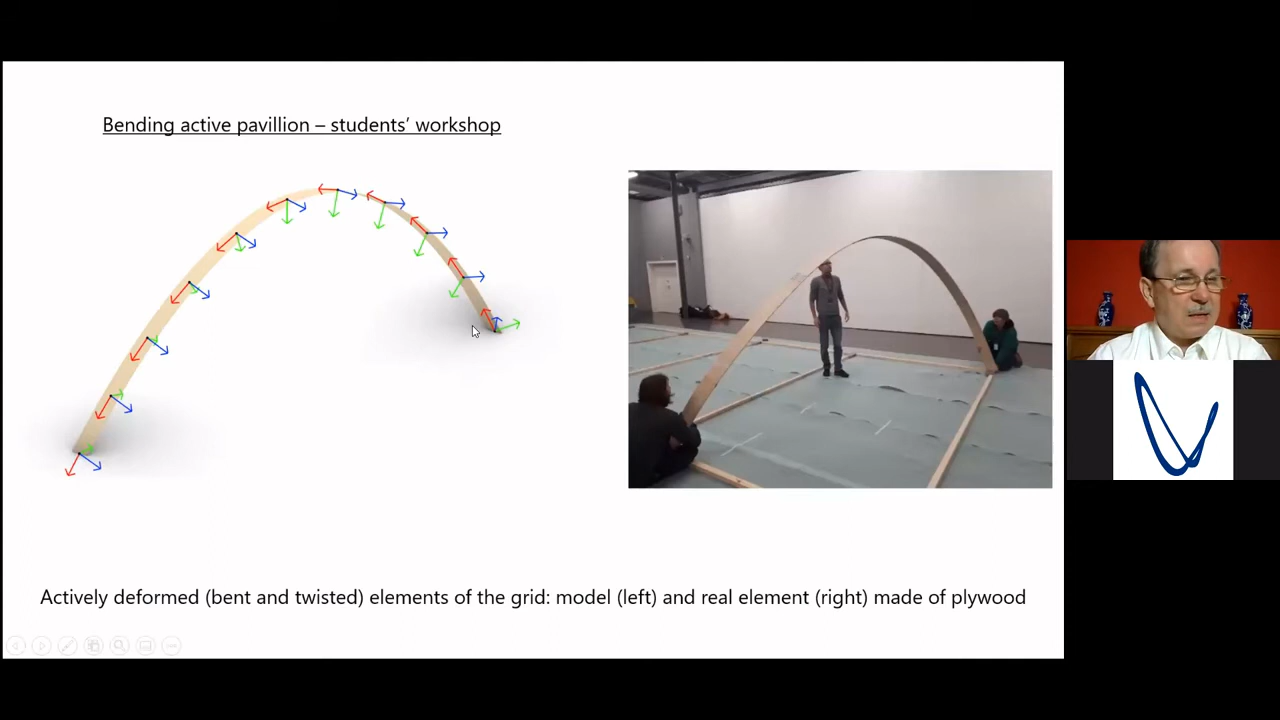 Bending active pavillion – students’ workshop
Actively deformed (bent and twisted) elements of the grid: model (left) and real element (right) made of plywood